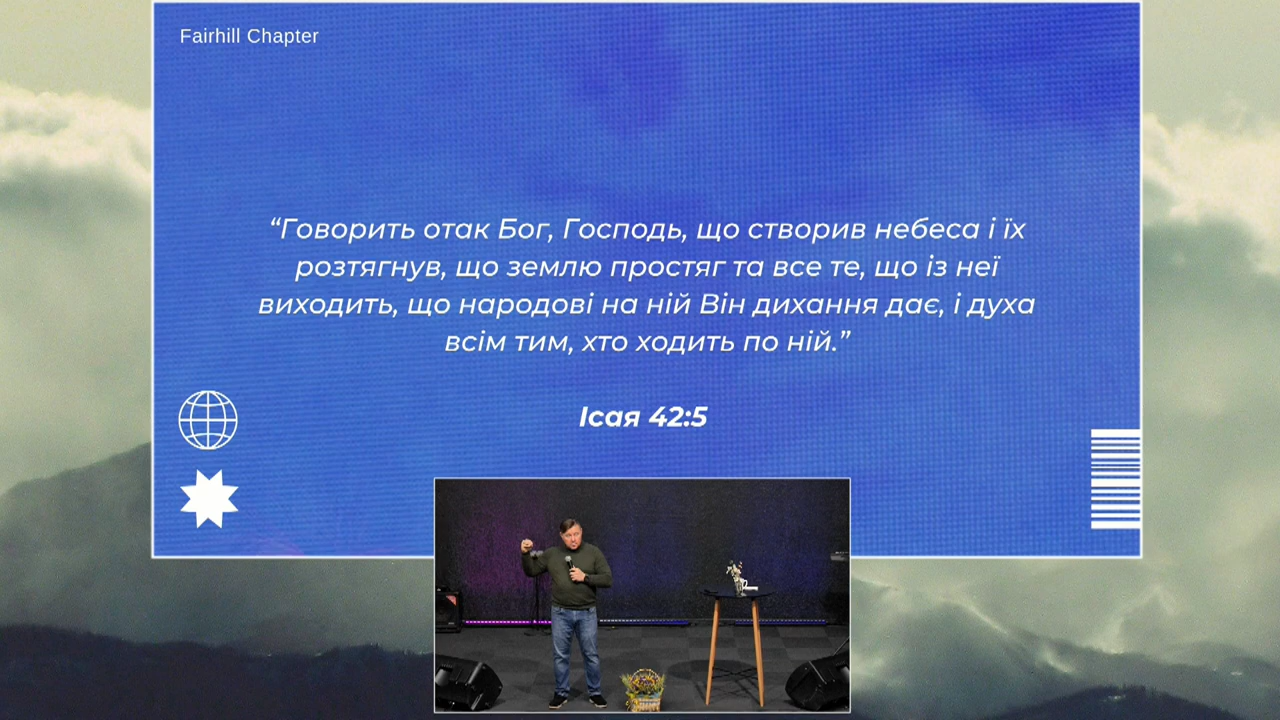 Fairhill Chapter
“Говорить отак Бог, Господь, що створив небеса і їх
розтягнув, що землю простяг та все те, що із неї
виходить, що народові на ній Він дихання дає, і духа
всім тим, хто ходить по ній.”
Ісая 42:5